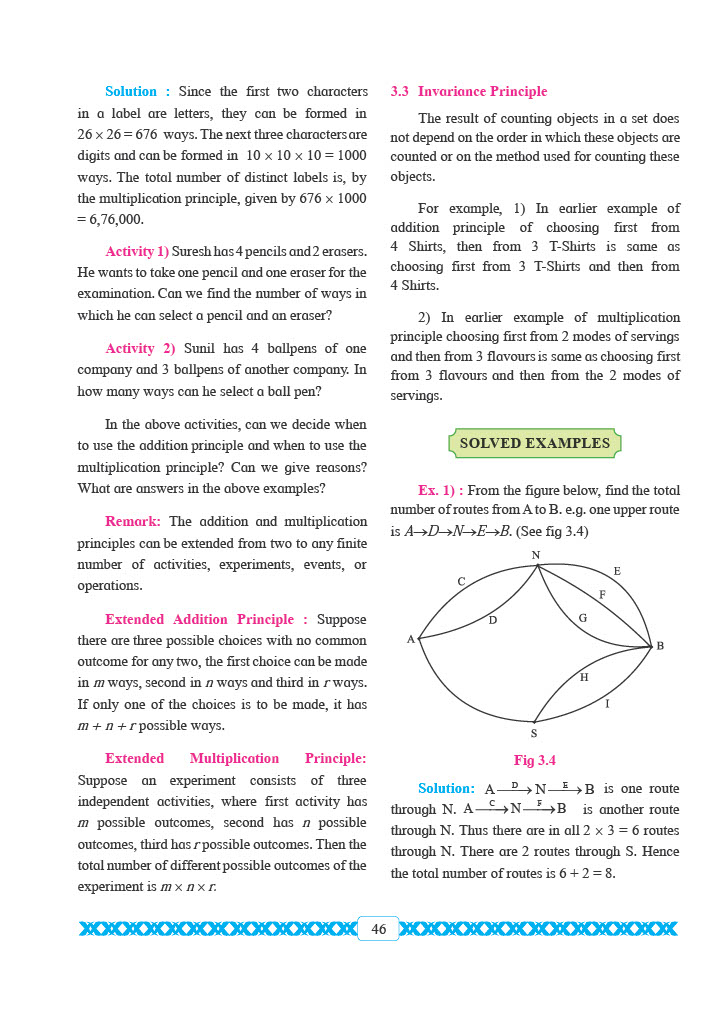 Solution : Since the first two characters
in a label are letters, they can be formed in
26 × 26 = 676 ways. The next three characters are
digits and can be formed in 10 × 10 × 10 = 1000
ways. The total number of distinct labels is, by
the multiplication principle, given by 676 × 1000
= 6,76,000.
Activity 1) Suresh has 4 pencils and 2 erasers.
He wants to take one pencil and one eraser for the
examination. Can we find the number of ways in
which he can select a pencil and an eraser?
Activity 2) Sunil has 4 ballpens of one
company and 3 ballpens of another company. In
how many ways can he select a ball pen?
In the above activities, can we decide when
to use the addition principle and when to use the
multiplication principle? Can we give reasons?
What are answers in the above examples?
Remark: The addition and multiplication
principles can be extended from two to any finite
number of activities, experiments, events, or
operations.
Extended Addition Principle : Suppose
there are three possible choices with no common
outcome for any two, the first choice can be made
in m ways, second in n ways and third in r ways.
If only one of the choices is to be made, it has
m + n + r possible ways.
Extended Multiplication Principle:
Suppose an experiment consists of three
independent activities, where first activity has
m possible outcomes, second has n possible
outcomes, third has r possible outcomes. Then the
total number of different possible outcomes of the
experiment is m × n × r.
3.3 Invariance Principle
The result of counting objects in a set does
not depend on the order in which these objects are
counted or on the method used for counting these
objects.
For example, 1) In earlier example of
addition principle of choosing first from
4 Shirts, then from 3 T-Shirts is same as
choosing first from 3 T-Shirts and then from
4 Shirts.
2) In earlier example of multiplication
principle choosing first from 2 modes of servings
and then from 3 flavours is same as choosing first
from 3 flavours and then from the 2 modes of
servings.
SOLVED EXAMPLES
Ex. 1) : From the figure below, find the total
number of routes from A to B. e.g. one upper route
is A→D→N→E→B. (See fig 3.4)
N
E
C
F
D
G
A
B
H
I
S
Fig 3.4
Solution: A —D→ N —E→ B is one route
through N. A —C→ N —F→ B is another route
through N. Thus there are in all 2 × 3 = 6 routes
through N. There are 2 routes through S. Hence
the total number of routes is 6 + 2 = 8.
46